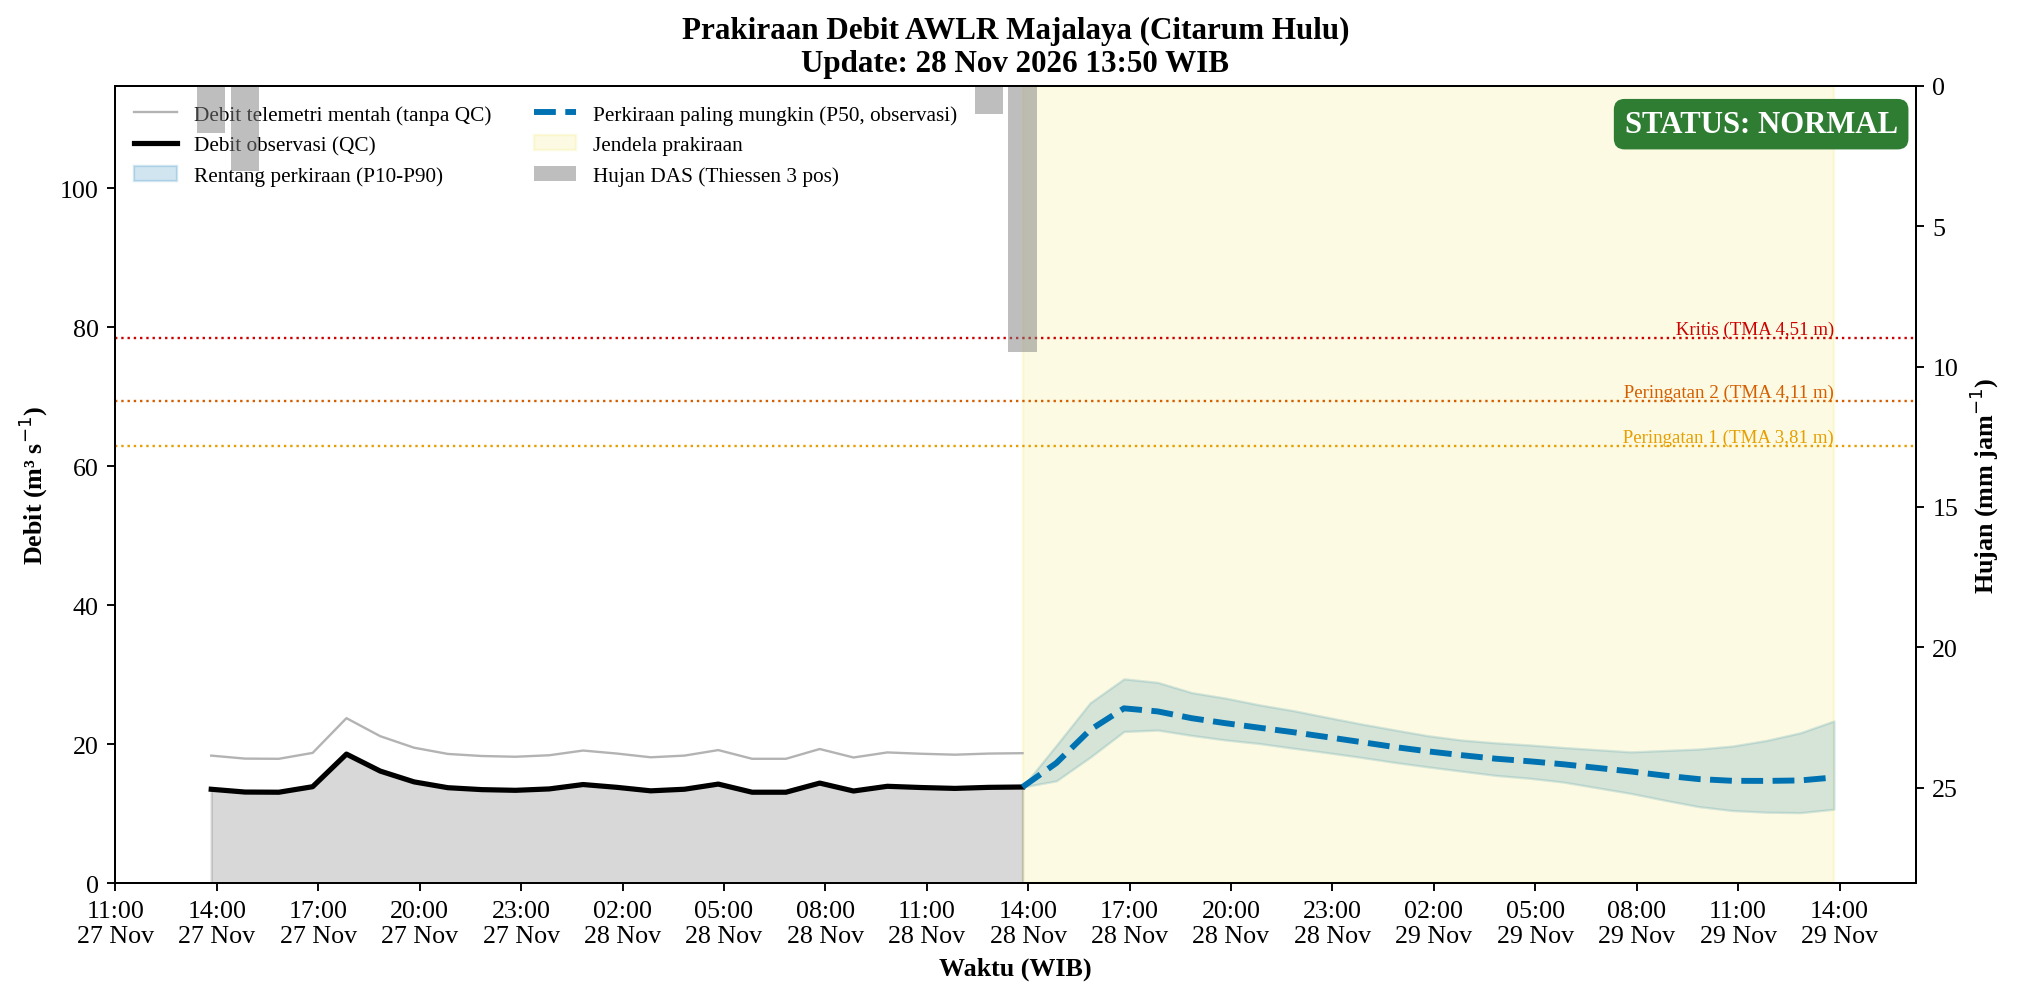 Prakiraan Debit AWLR Majalaya (Citarum Hulu)
Update: 28 Nov 2026 13:50 WIB
Debit telemetri mentah (tanpa QC)
Debit observasi (QC)
Rentang perkiraan (P10-P90)
Perkiraan paling mungkin (P50, observasi)
Jendela prakiraan
Hujan DAS (Thiessen 3 pos)
STATUS: NORMAL
Kritis (TMA 4,51 m)
Peringatan 2 (TMA 4,11 m)
Peringatan 1 (TMA 3,81 m)
Debit (m³ s⁻¹)
100
80
60
40
20
0
Hujan (mm jam⁻¹)
0
5
10
15
20
25
11:00 14:00 17:00 20:00 23:00 02:00 05:00 08:00 11:00 14:00 17:00 20:00 23:00 02:00 05:00 08:00 11:00 14:00
27 Nov 27 Nov 27 Nov 27 Nov 27 Nov 28 Nov 28 Nov 28 Nov 28 Nov 28 Nov 28 Nov 28 Nov 28 Nov 29 Nov 29 Nov 29 Nov 29 Nov 29 Nov
Waktu (WIB)